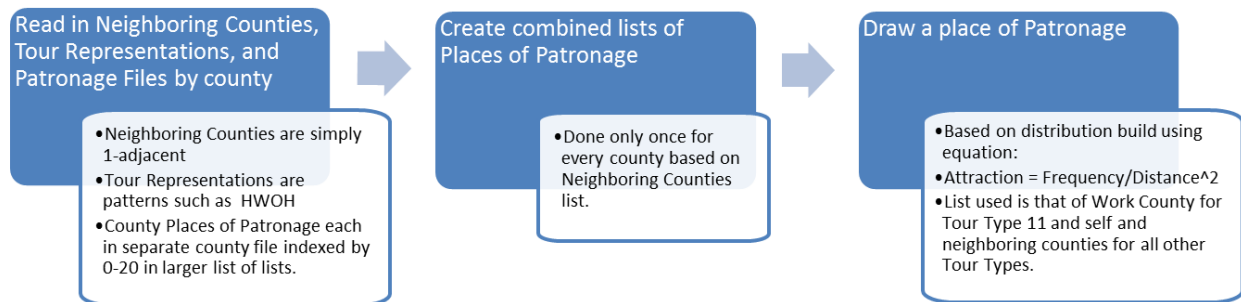 Read in Neighboring Counties,
Tour Representations, and
Patronage Files by county
•Neighboring Counties are simply
1-adjacent
•Tour Representations are
patterns such as HWOH
•County Places of Patronage each
in separate county file indexed by
0-20 in larger list of lists.
Create combined lists of
Places of Patronage
•Done only once for
every county based on
Neighboring Counties
list.
Draw a place of Patronage
•Based on distribution build using
equation:
•Attraction = Frequency/Distance^2
•List used is that of Work County for
Tour Type 11 and self and
neighboring counties for all other
Tour Types.